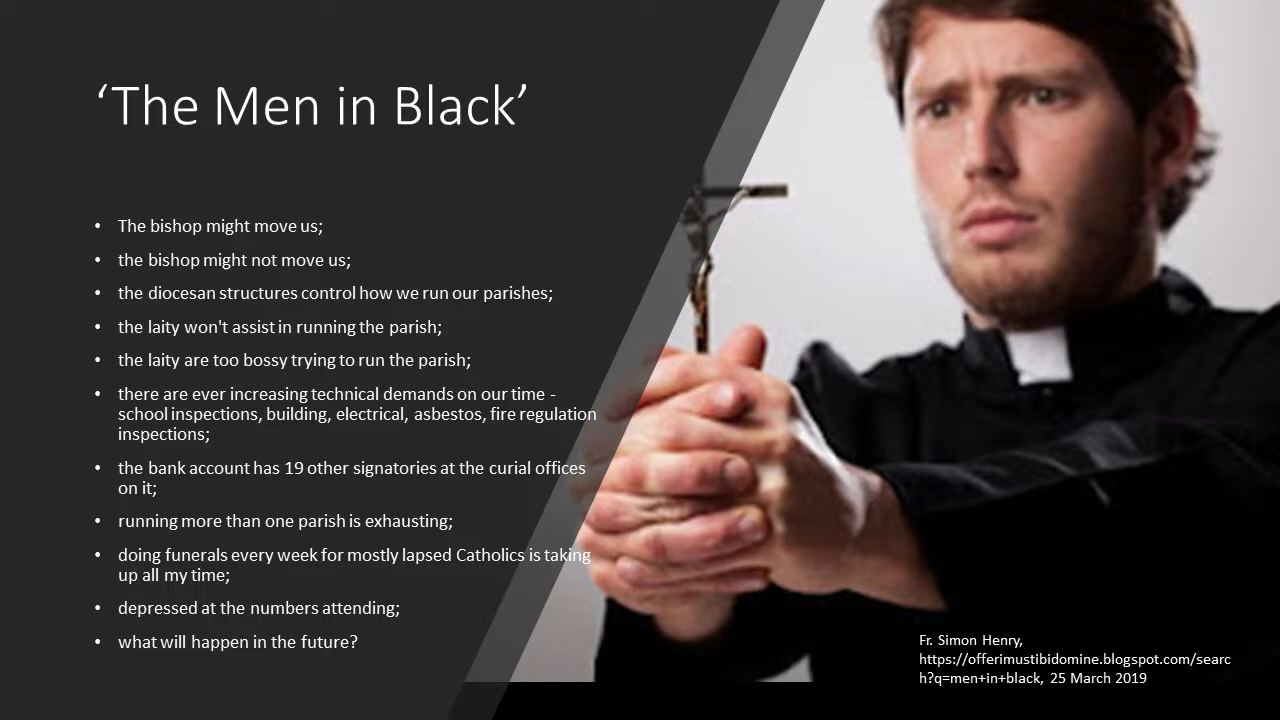 ‘The Men in Black’
• The bishop might move us;
• the bishop might not move us;
• the diocesan structures control how we run our parishes;
• the laity won't assist in running the parish;
• the laity are too bossy trying to run the parish;
• there are ever increasing technical demands on our time -
school inspections, building, electrical, asbestos, fire regulation
inspections;
• the bank account has 19 other signatories at the curial offices
on it;
• running more than one parish is exhausting;
• doing funerals every week for mostly lapsed Catholics is taking
up all my time;
• depressed at the numbers attending;
• what will happen in the future?
Fr. Simon Henry,
https://offerimustibidomine.blogspot.com/searc
h?q=men+in+black, 25 March 2019